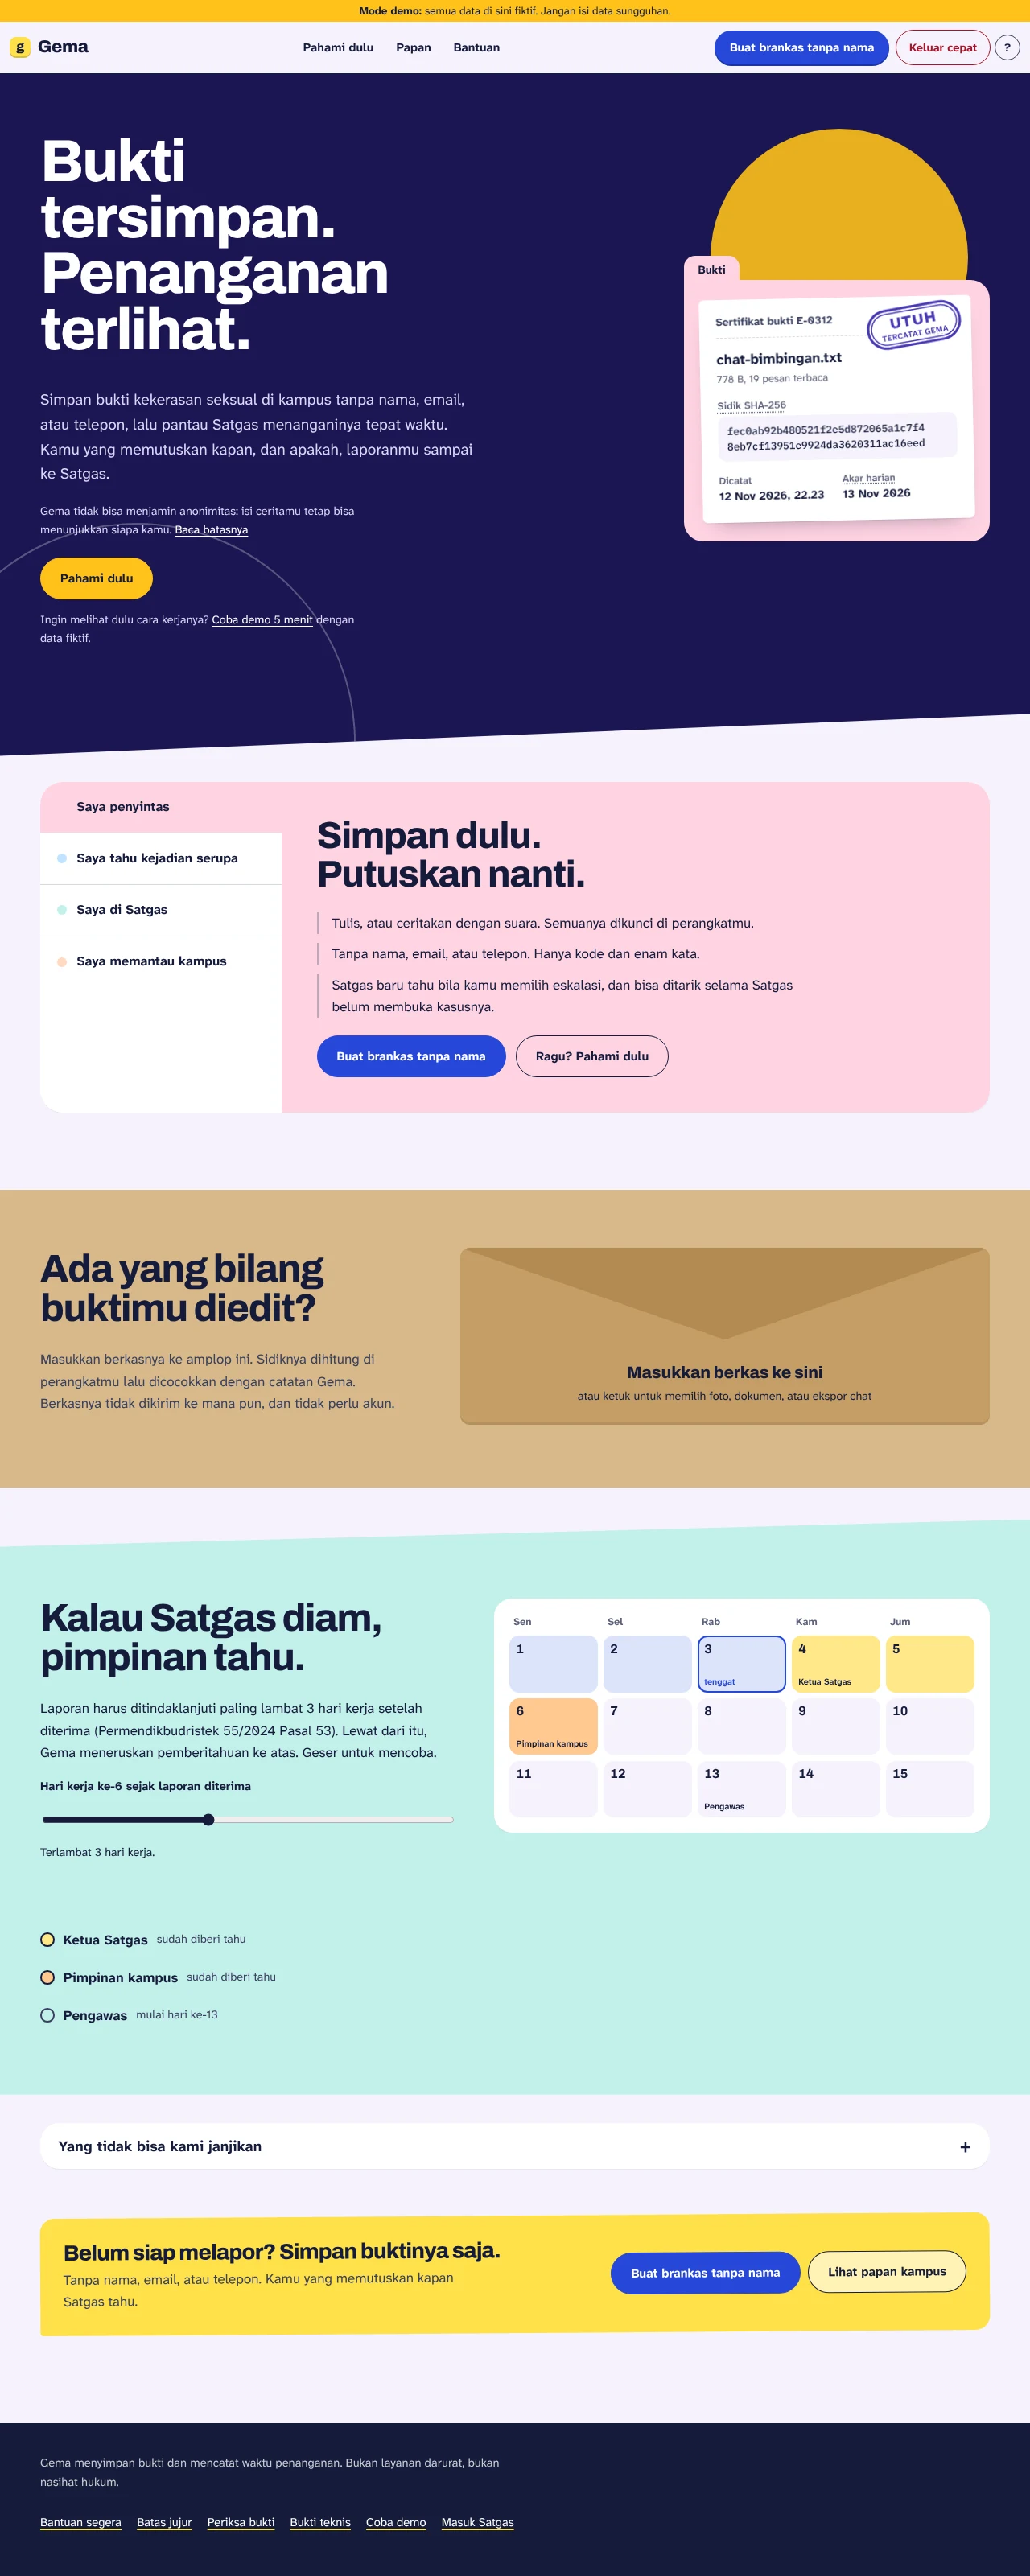 Mode demo: semua data di sini fiktif. Jangan isi data sungguhan.
g Gema
Pahami dulu
Papan
Bantuan
Buat brankas tanpa nama
Keluar cepat
?
Bukti
tersimpan.
Penanganan
terlihat.
Simpan bukti kekerasan seksual di kampus tanpa nama, email,
atau telepon, lalu pantau Satgas menanganinya tepat waktu.
Kamu yang memutuskan kapan, dan apakah, laporanmu sampai
ke Satgas.
Gema tidak bisa menjamin anonimitas: isi ceritamu tetap bisa
menunjukkan siapa kamu. Baca batasnya
Pahami dulu
Ingin melihat dulu cara kerjanya? Coba demo 5 menit dengan
data fiktif.
Bukti
Sertifikat bukti E-0312
UTUH
TERCATAT GEMA
chat-bimbingan.txt
778 B, 19 pesan terbaca
Sidik SHA-256
fec0ab92b480521f2e5d872065a1c7f4
8eb7cf13951e9924da3620311ac16eed
Dicatat
12 Nov 2026, 22.23
Akar harian
13 Nov 2026
Saya penyintas
Saya tahu kejadian serupa
Saya di Satgas
Saya memantau kampus
Simpan dulu.
Putuskan nanti.
Tulis, atau ceritakan dengan suara. Semuanya dikunci di perangkatmu.
Tanpa nama, email, atau telepon. Hanya kode dan enam kata.
Satgas baru tahu bila kamu memilih eskalasi, dan bisa ditarik selama Satgas
belum membuka kasusnya.
Buat brankas tanpa nama
Ragu? Pahami dulu
Ada yang bilang
buktimu diedit?
Masukkan berkasnya ke amplop ini. Sidiknya dihitung di
perangkatmu lalu dicocokkan dengan catatan Gema.
Berkasnya tidak dikirim ke mana pun, dan tidak perlu akun.
Masukkan berkas ke sini
atau ketuk untuk memilih foto, dokumen, atau ekspor chat
Kalau Satgas diam,
pimpinan tahu.
Laporan harus ditindaklanjuti paling lambat 3 hari kerja setelah
diterima (Permendikbudristek 55/2024 Pasal 53). Lewat dari itu,
Gema meneruskan pemberitahuan ke atas. Geser untuk mencoba.
Hari kerja ke-6 sejak laporan diterima
Terlambat 3 hari kerja.
Ketua Satgas sudah diberi tahu
Pimpinan kampus sudah diberi tahu
Pengawas mulai hari ke-13
Sen Sel Rab Kam Jum
1 2 3 4 5
tenggat Ketua Satgas
6 7 8 9 10
Pimpinan kampus
11 12 13 14 15
Pengawas
Yang tidak bisa kami janjikan +
Belum siap melapor? Simpan buktinya saja.
Tanpa nama, email, atau telepon. Kamu yang memutuskan kapan
Satgas tahu.
Buat brankas tanpa nama
Lihat papan kampus
Gema menyimpan bukti dan mencatat waktu penanganan. Bukan layanan darurat, bukan
nasihat hukum.
Bantuan segera Batas jujur Periksa bukti Bukti teknis Coba demo Masuk Satgas